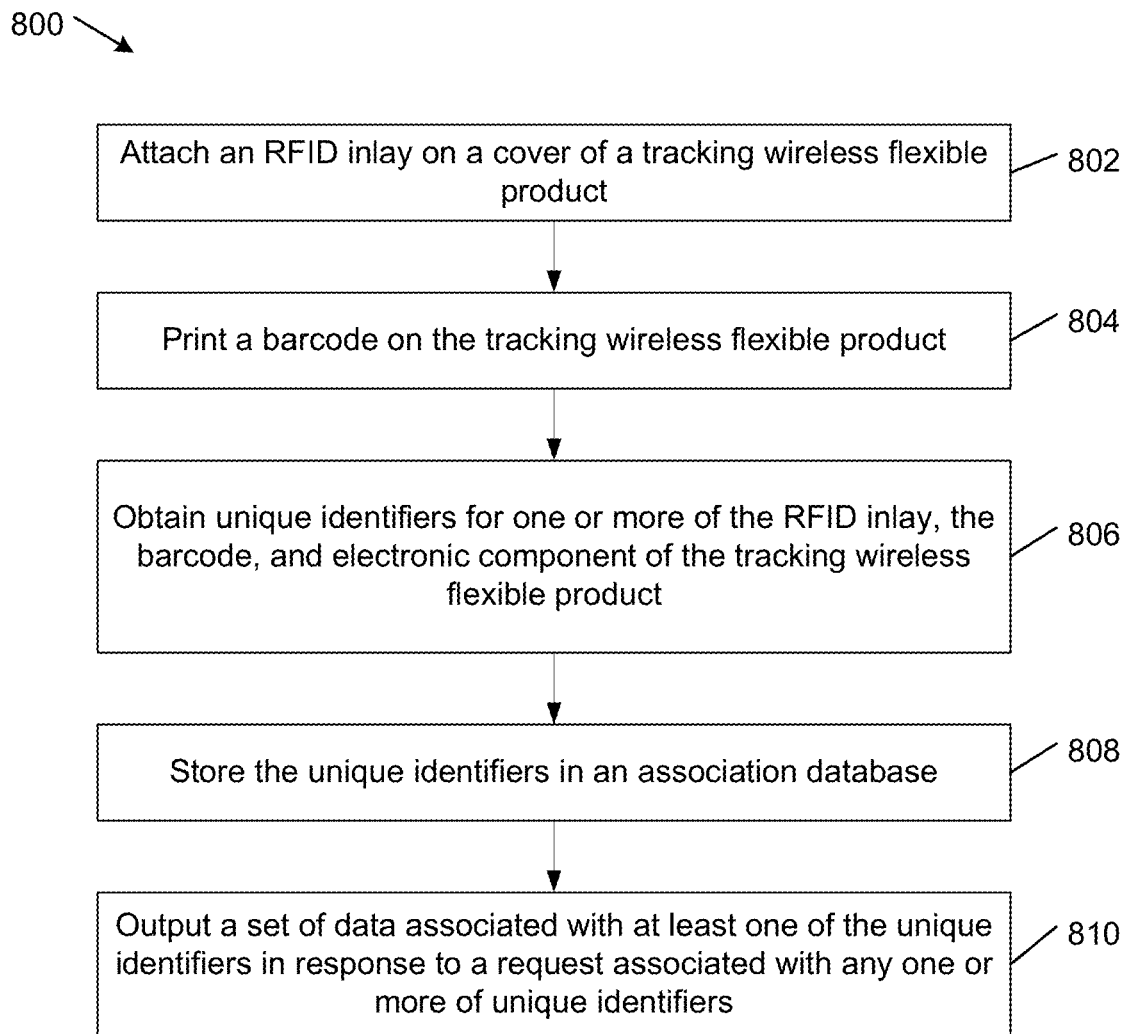 800
Attach an RFID inlay on a cover of a tracking wireless flexible
product
802
Print a barcode on the tracking wireless flexible product
804
Obtain unique identifiers for one or more of the RFID inlay, the
barcode, and electronic component of the tracking wireless
flexible product
806
Store the unique identifiers in an association database
808
Output a set of data associated with at least one of the unique
identifiers in response to a request associated with any one or
more of unique identifiers
810